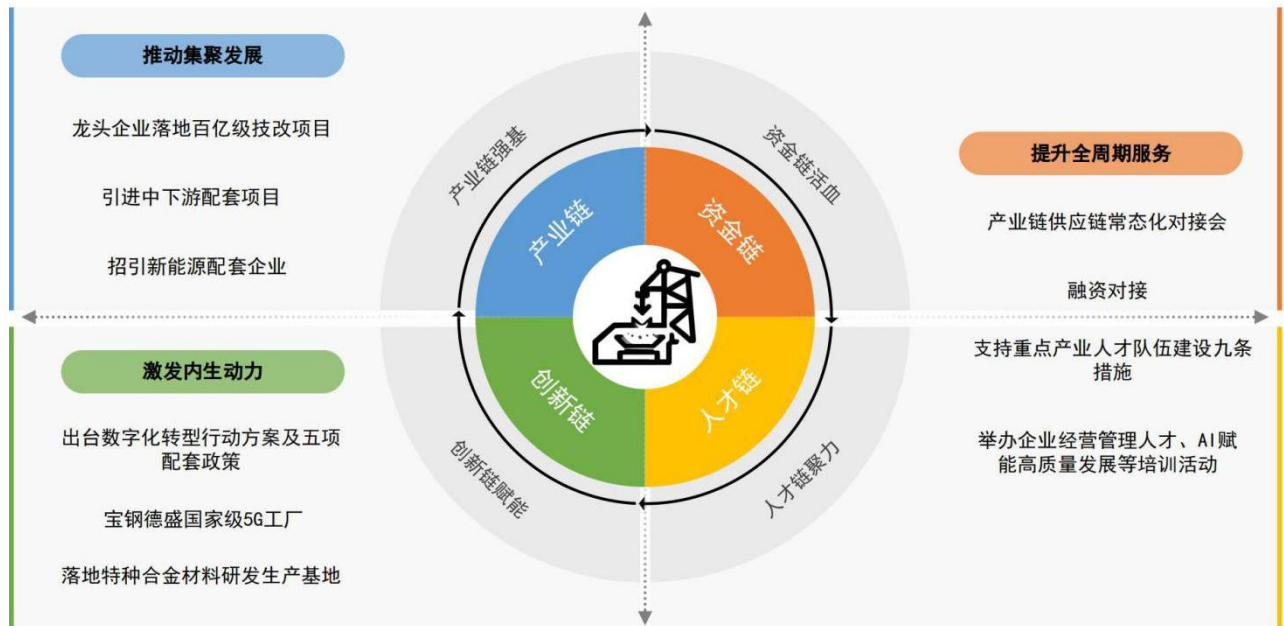 推动集聚发展
龙头企业落地百亿级技改项目
引进中下游配套项目
招引新能源配套企业
激发内生动力
出台数字化转型行动方案及五项
配套政策
宝钢德盛国家级5G工厂
落地特种合金材料研发生产基地
产业链强基
资金链活血
创新链赋能
人才链聚力
产业链
资金链
创新链
人才链
提升全周期服务
产业链供应链常态化对接会
融资对接
支持重点产业人才队伍建设九条
措施
举办企业经营管理人才、AI赋
能高质量发展等培训活动